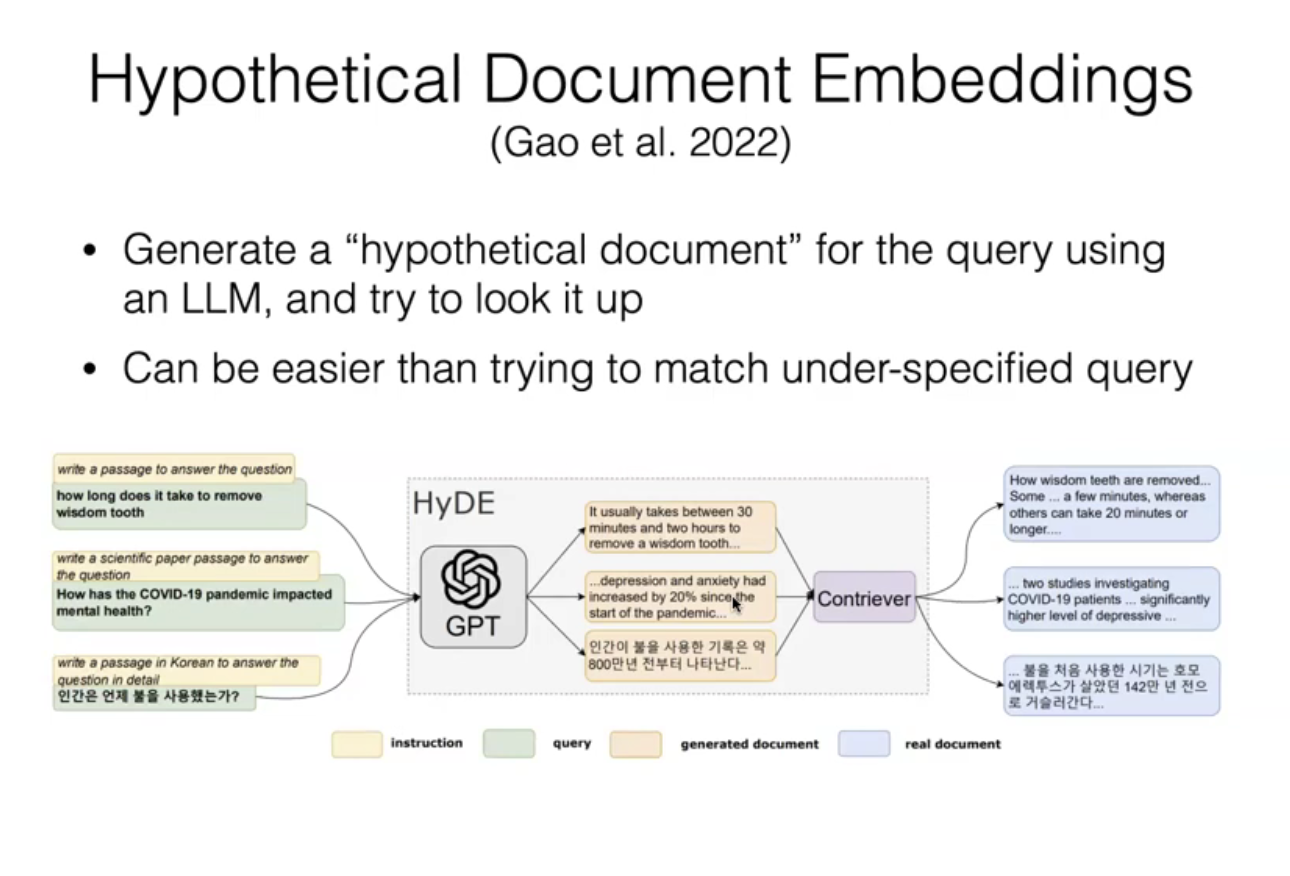 Hypothetical Document Embeddings
(Gao et al. 2022)
• Generate a “hypothetical document” for the query using
an LLM, and try to look it up
• Can be easier than trying to match under-specified query
write a passage to answer the question
how long does it take to remove
wisdom tooth
write a scientific paper passage to answer
the question
How has the COVID-19 pandemic impacted
mental health?
write a passage in Korean to answer the
question in detail
인간은 언제 불을 사용했는가?
HyDE
GPT
It usually takes between 30
minutes and two hours to
remove a wisdom tooth...
...depression and anxiety had
increased by 20% since the
start of the pandemic...
인간이 불을 사용한 기록은 약
800만년 전부터 나타난다...
Contriever
How wisdom teeth are removed...
Some ... a few minutes, whereas
others can take 20 minutes or
longer....
... two studies investigating
COVID-19 patients ... significantly
higher level of depressive ...
... 불을 처음 사용한 시기는 호모
에렉투스가 살았던 142만 년 전으
로 거슬러간다...
instruction
query
generated document
real document